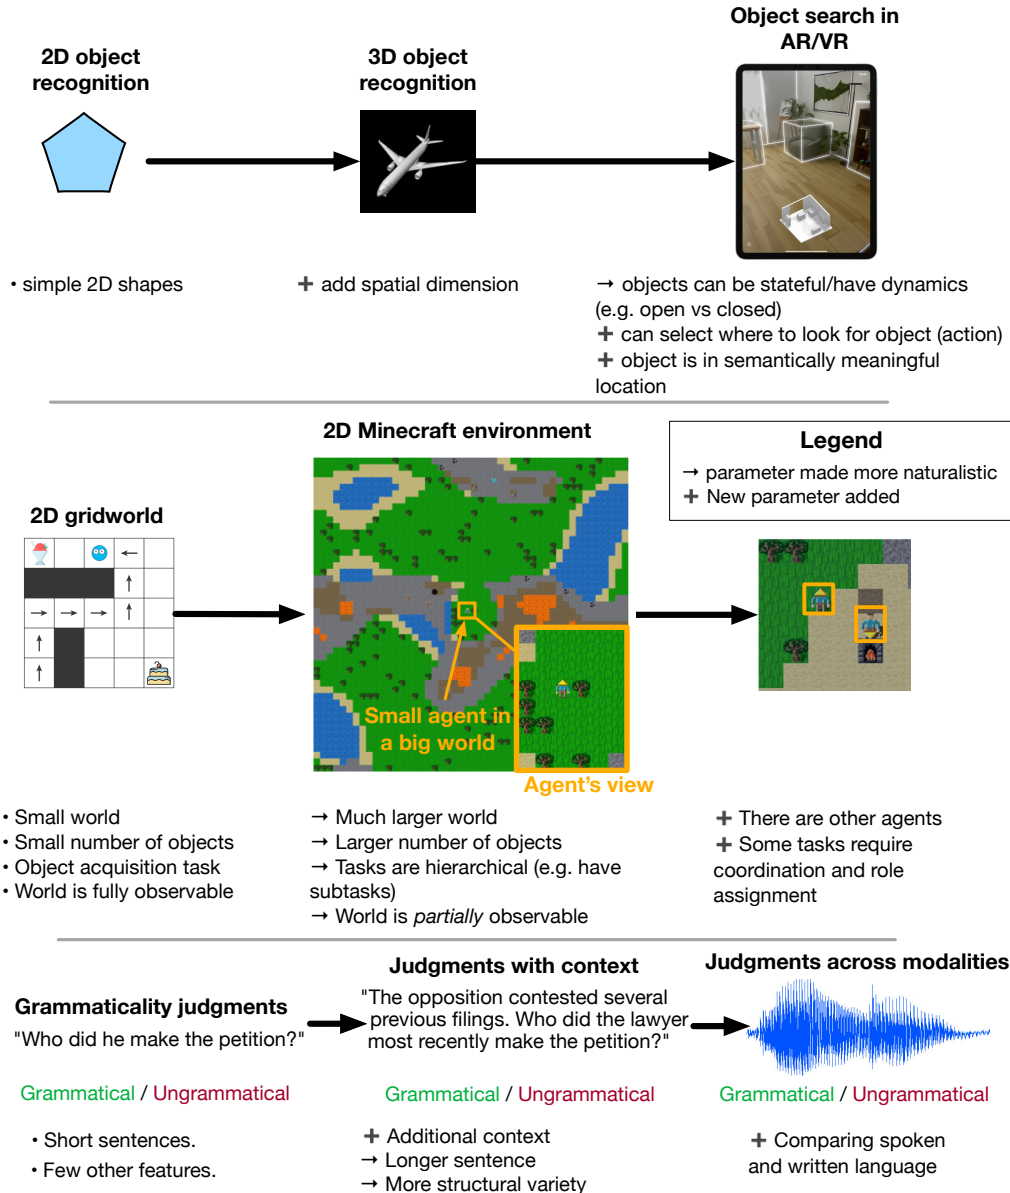 2D object
recognition
3D object
recognition
Object search in
AR/VR
• simple 2D shapes
+ add spatial dimension
→ objects can be stateful/have dynamics
(e.g. open vs closed)
+ can select where to look for object (action)
+ object is in semantically meaningful
location
2D gridworld
2D Minecraft environment
Small agent in
a big world
Agent's view
Legend
→ parameter made more naturalistic
+ New parameter added
• Small world
• Small number of objects
• Object acquisition task
• World is fully observable
→ Much larger world
→ Larger number of objects
→ Tasks are hierarchical (e.g. have
subtasks)
→ World is partially observable
+ There are other agents
+ Some tasks require
coordination and role
assignment
Grammaticality judgments
"Who did he make the petition?"
Grammatical / Ungrammatical
• Short sentences.
• Few other features.
Judgments with context
"The opposition contested several
previous filings. Who did the lawyer
most recently make the petition?"
Grammatical / Ungrammatical
+ Additional context
→ Longer sentence
→ More structural variety
Judgments across modalities
Grammatical / Ungrammatical
+ Comparing spoken
and written language